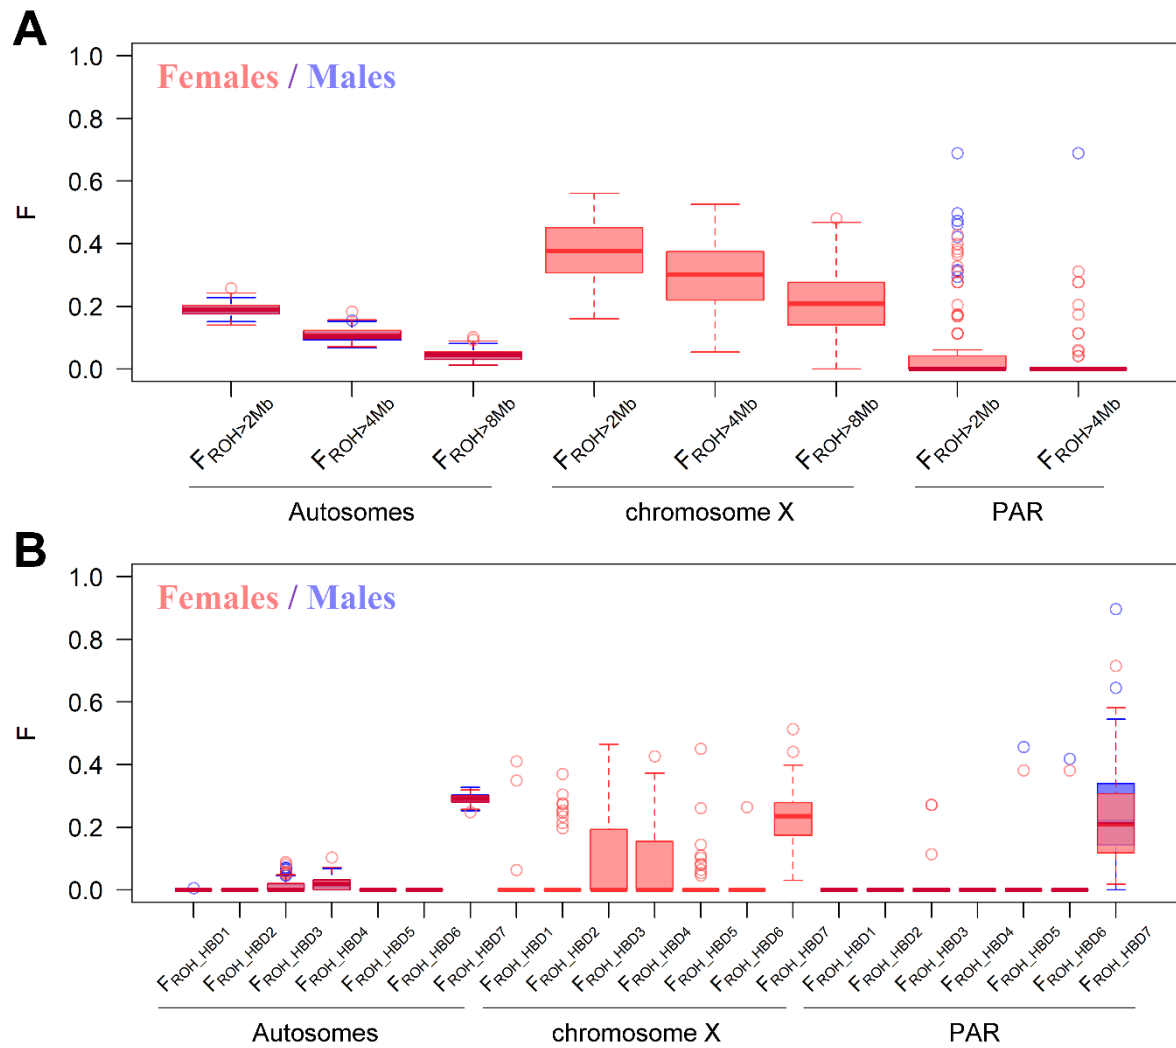 A
Females / Males
1.0
0.8
0.6
0.4
0.2
0.0
F
FROH>2Mb
FROH>4Mb
FROH>8Mb
FROH>2Mb
FROH>4Mb
FROH>8Mb
FROH>2Mb
FROH>4Mb
Autosomes
chromosome X
PAR
B
Females / Males
1.0
0.8
0.6
0.4
0.2
0.0
F
FROH_HBD1
FROH_HBD2
FROH_HBD3
FROH_HBD4
FROH_HBD5
FROH_HBD6
FROH_HBD7
FROH_HBD1
FROH_HBD2
FROH_HBD3
FROH_HBD4
FROH_HBD5
FROH_HBD6
FROH_HBD7
FROH_HBD1
FROH_HBD2
FROH_HBD3
FROH_HBD4
FROH_HBD5
FROH_HBD6
FROH_HBD7
Autosomes
chromosome X
PAR